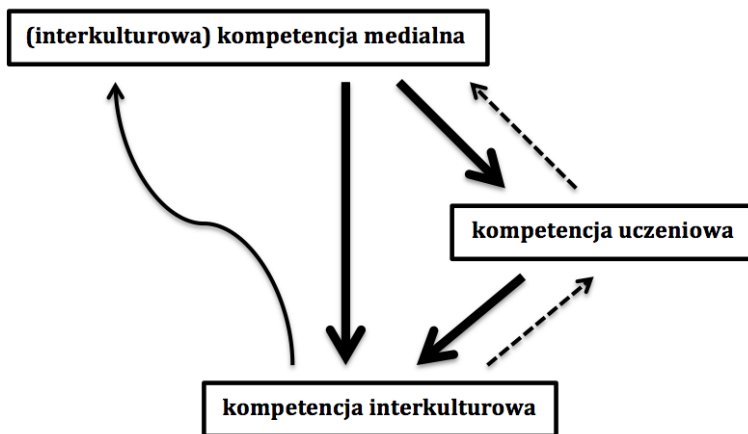 (interkulturowa) kompetencja medialna
kompetencja uczeniowa
kompetencja interkulturowa